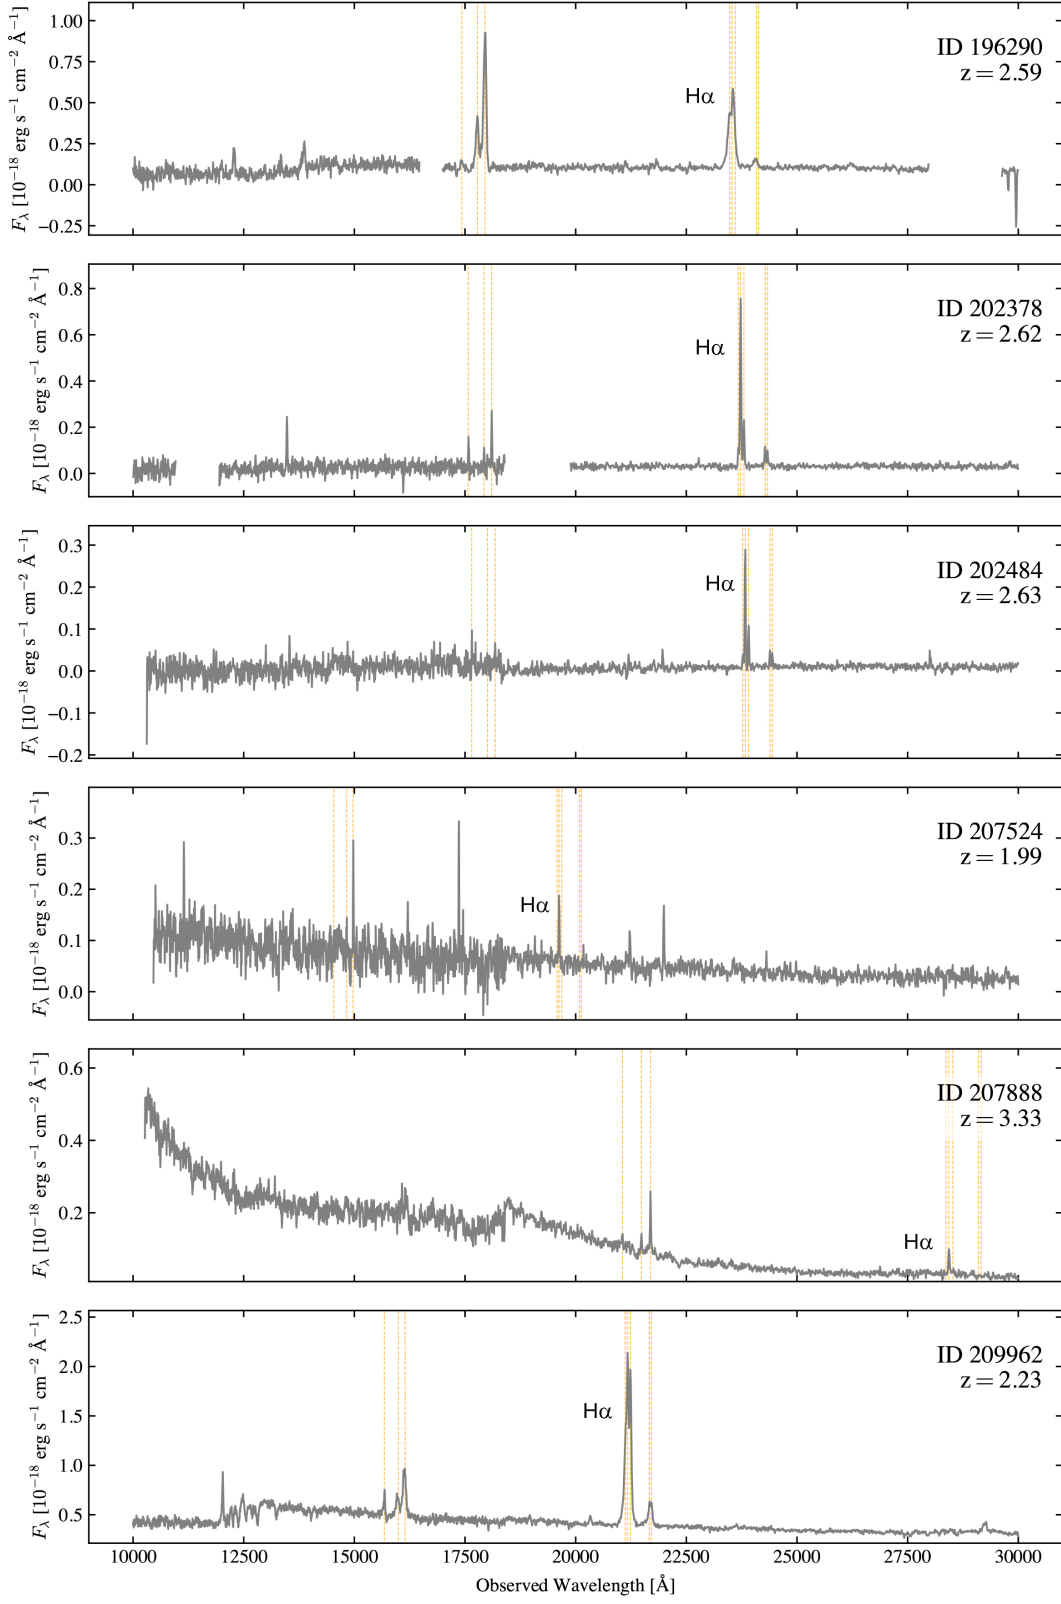 F_λ [10⁻¹⁸ erg s⁻¹ cm⁻² Å⁻¹]
1.00
0.75
0.50
0.25
0.00
−0.25
Hα
ID 196290
z = 2.59
F_λ [10⁻¹⁸ erg s⁻¹ cm⁻² Å⁻¹]
0.8
0.6
0.4
0.2
0.0
Hα
ID 202378
z = 2.62
F_λ [10⁻¹⁸ erg s⁻¹ cm⁻² Å⁻¹]
0.3
0.2
0.1
0.0
−0.1
−0.2
Hα
ID 202484
z = 2.63
F_λ [10⁻¹⁸ erg s⁻¹ cm⁻² Å⁻¹]
0.3
0.2
0.1
0.0
Hα
ID 207524
z = 1.99
F_λ [10⁻¹⁸ erg s⁻¹ cm⁻² Å⁻¹]
0.6
0.4
0.2
Hα
ID 207888
z = 3.33
F_λ [10⁻¹⁸ erg s⁻¹ cm⁻² Å⁻¹]
2.5
2.0
1.5
1.0
0.5
Hα
ID 209962
z = 2.23
10000 12500 15000 17500 20000 22500 25000 27500 30000
Observed Wavelength [Å]